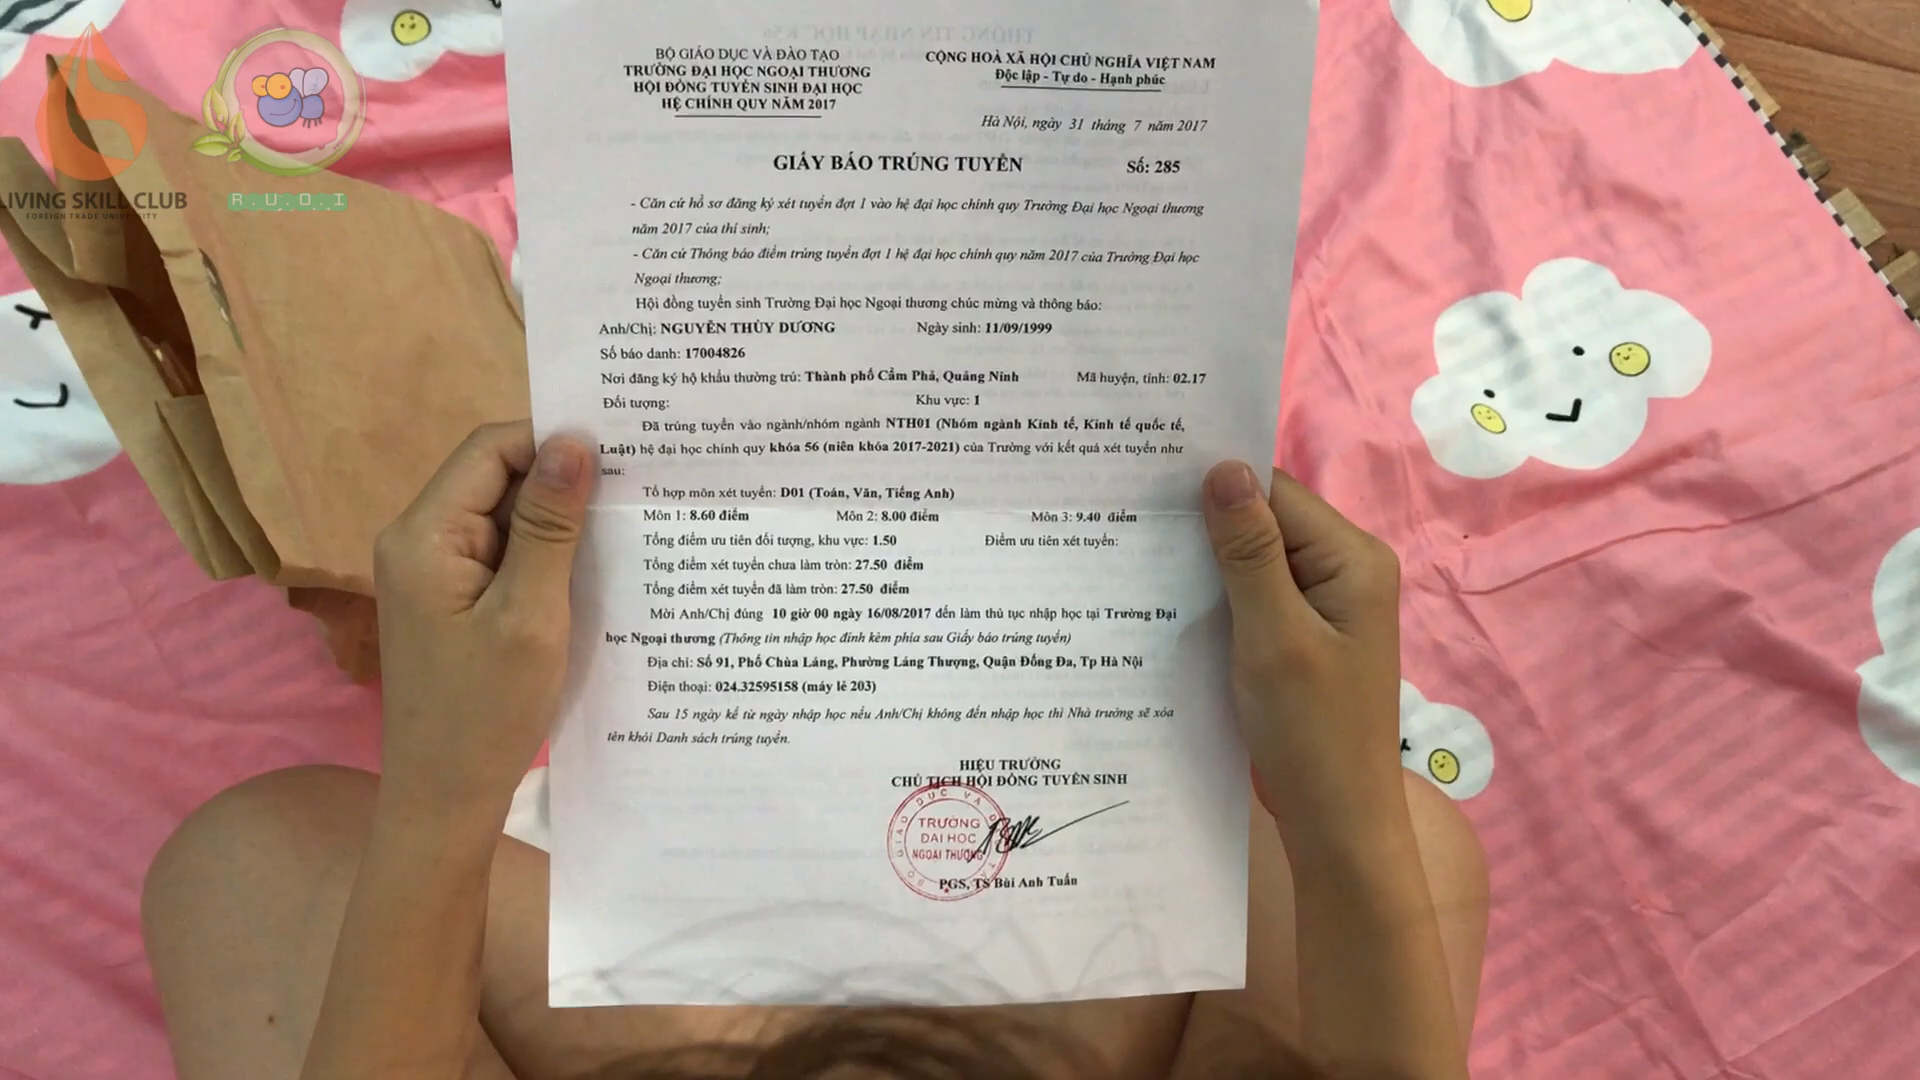 LIVING SKILL CLUB
FOREIGN TRADE UNIVERSITY
R.U.O.I
BỘ GIÁO DỤC VÀ ĐÀO TẠO
TRƯỜNG ĐẠI HỌC NGOẠI THƯƠNG
HỘI ĐỒNG TUYỂN SINH ĐẠI HỌC
HỆ CHÍNH QUY NĂM 2017
CỘNG HOÀ XÃ HỘI CHỦ NGHĨA VIỆT NAM
Độc lập - Tự do - Hạnh phúc
Hà Nội, ngày 31 tháng 7 năm 2017
GIẤY BÁO TRÚNG TUYỂN Số: 285
- Căn cứ hồ sơ đăng ký xét tuyển đợt 1 vào hệ đại học chính quy Trường Đại học Ngoại thương
năm 2017 của thí sinh;
- Căn cứ Thông báo điểm trúng tuyển đợt 1 hệ đại học chính quy năm 2017 của Trường Đại học
Ngoại thương;
Hội đồng tuyển sinh Trường Đại học Ngoại thương chúc mừng và thông báo:
Anh/Chị: NGUYỄN THÙY DƯƠNG Ngày sinh: 11/09/1999
Số báo danh: 17004826
Nơi đăng ký hộ khẩu thường trú: Thành phố Cẩm Phả, Quảng Ninh Mã huyện, tỉnh: 02.17
Đối tượng: Khu vực: 1
Đã trúng tuyển vào ngành/nhóm ngành NTH01 (Nhóm ngành Kinh tế, Kinh tế quốc tế,
Luật) hệ đại học chính quy khóa 56 (niên khóa 2017-2021) của Trường với kết quả xét tuyển như
sau:
Tổ hợp môn xét tuyển: D01 (Toán, Văn, Tiếng Anh)
Môn 1: 8.60 điểm Môn 2: 8.00 điểm Môn 3: 9.40 điểm
Tổng điểm ưu tiên đối tượng, khu vực: 1.50 Điểm ưu tiên xét tuyển:
Tổng điểm xét tuyển chưa làm tròn: 27.50 điểm
Tổng điểm xét tuyển đã làm tròn: 27.50 điểm
Mời Anh/Chị đúng 10 giờ 00 ngày 16/08/2017 đến làm thủ tục nhập học tại Trường Đại
học Ngoại thương (Thông tin nhập học đính kèm phía sau Giấy báo trúng tuyển)
Địa chỉ: Số 91, Phố Chùa Láng, Phường Láng Thượng, Quận Đống Đa, Tp Hà Nội
Điện thoại: 024.32595158 (máy lẻ 203)
Sau 15 ngày kể từ ngày nhập học nếu Anh/Chị không đến nhập học thì Nhà trường sẽ xóa
tên khỏi Danh sách trúng tuyển.
HIỆU TRƯỞNG
CHỦ TỊCH HỘI ĐỒNG TUYỂN SINH
BỘ GIÁO DỤC VÀ
TRƯỜNG
ĐẠI HỌC
NGOẠI THƯƠNG
PGS, TS Bùi Anh Tuấn